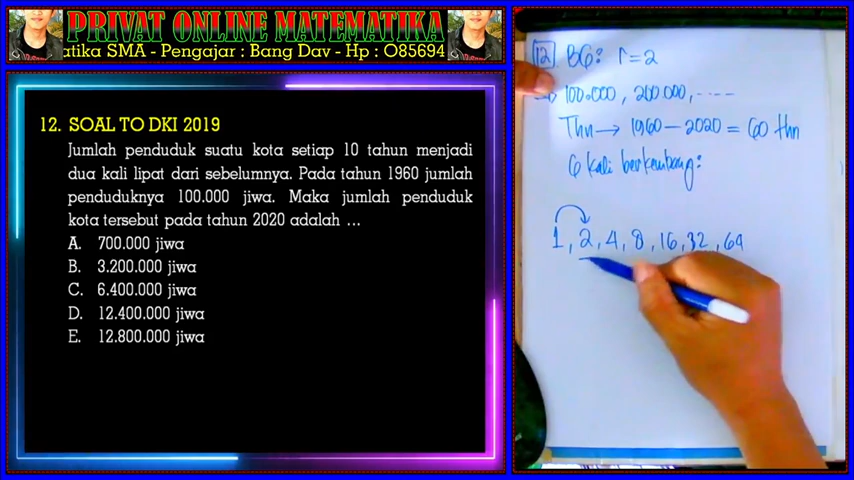 PRIVAT ONLINE MATEMATIKA
atika SMA - Pengajar : Bang Dav - Hp : O85694
12. SOAL TO DKI 2019
Jumlah penduduk suatu kota setiap 10 tahun menjadi
dua kali lipat dari sebelumnya. Pada tahun 1960 jumlah
penduduknya 100.000 jiwa. Maka jumlah penduduk
kota tersebut pada tahun 2020 adalah ...
A. 700.000 jiwa
B. 3.200.000 jiwa
C. 6.400.000 jiwa
D. 12.400.000 jiwa
E. 12.800.000 jiwa
12 BG: r = 2
100.000, 200.000, .....
Thn → 1960 – 2020 = 60 thn
6 kali berkembang:
1, 2, 4, 8, 16, 32, 64